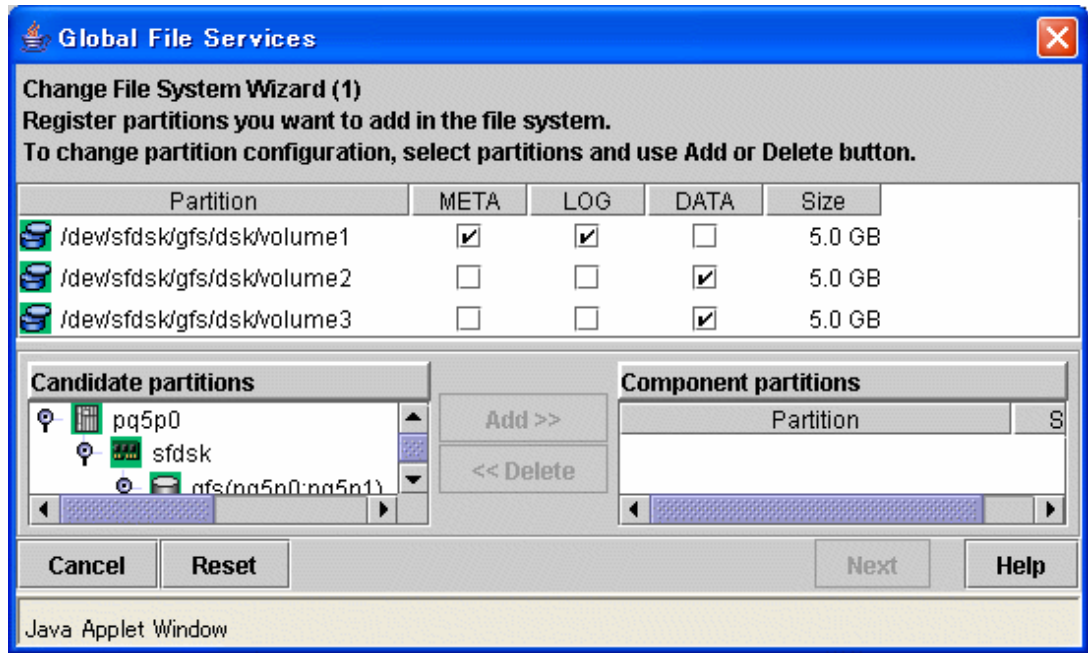 Global File Services
Change File System Wizard (1)
Register partitions you want to add in the file system.
To change partition configuration, select partitions and use Add or Delete button.
Partition META LOG DATA Size
/dev/sfdsk/gfs/dsk/volume1 5.0 GB
/dev/sfdsk/gfs/dsk/volume2 5.0 GB
/dev/sfdsk/gfs/dsk/volume3 5.0 GB
Candidate partitions
pq5p0
sfdsk
gfs(pq5p0:pq5p1)
Add >>
<< Delete
Component partitions
Partition S
Cancel Reset Next Help
Java Applet Window